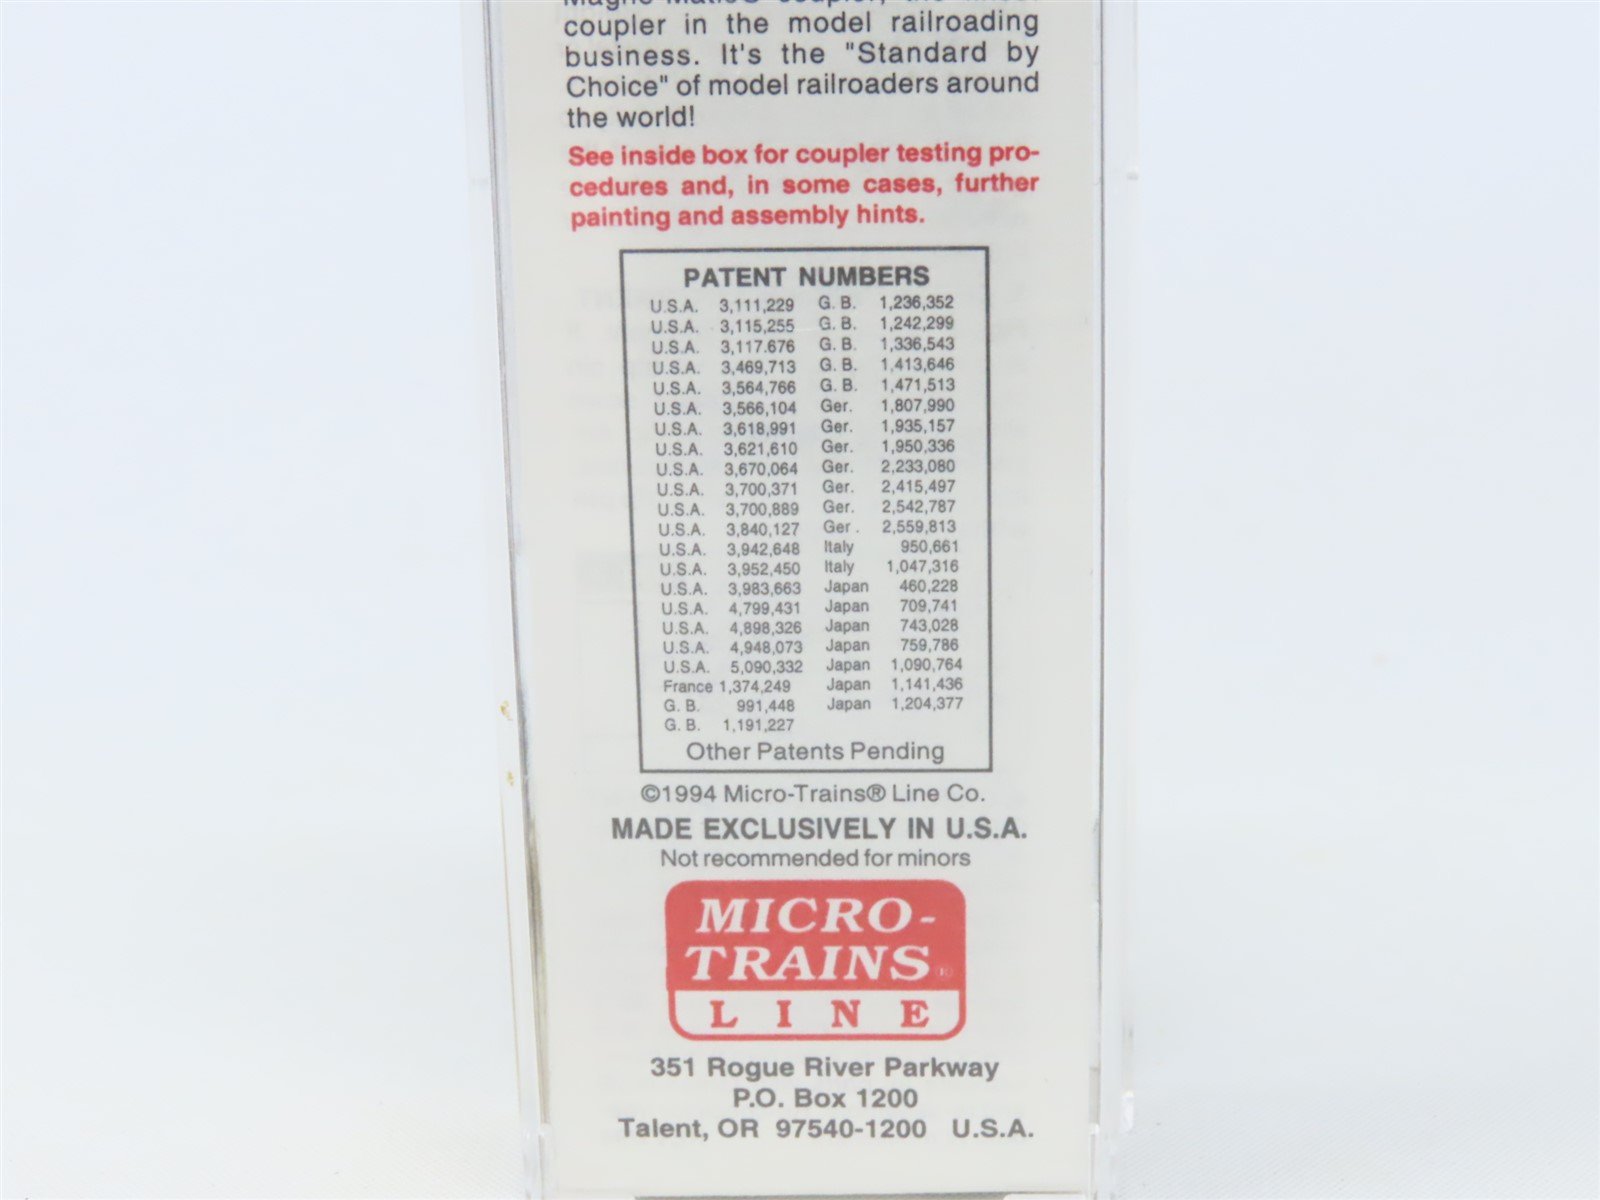 Magne-Matic® coupler, the finest
coupler in the model railroading
business. It's the "Standard by
Choice" of model railroaders around
the world!
See inside box for coupler testing pro-
cedures and, in some cases, further
painting and assembly hints.
PATENT NUMBERS
U.S.A. 3,111,229 G. B. 1,236,352
U.S.A. 3,115,255 G. B. 1,242,299
U.S.A. 3,117.676 G. B. 1,336,543
U.S.A. 3,469,713 G. B. 1,413,646
U.S.A. 3,564,766 G. B. 1,471,513
U.S.A. 3,566,104 Ger. 1,807,990
U.S.A. 3,618,991 Ger. 1,935,157
U.S.A. 3,621,610 Ger. 1,950,336
U.S.A. 3,670,064 Ger. 2,233,080
U.S.A. 3,700,371 Ger. 2,415,497
U.S.A. 3,700,889 Ger. 2,542,787
U.S.A. 3,840,127 Ger . 2,559,813
U.S.A. 3,942,648 Italy 950,661
U.S.A. 3,952,450 Italy 1,047,316
U.S.A. 3,983,663 Japan 460,228
U.S.A. 4,799,431 Japan 709,741
U.S.A. 4,898,326 Japan 743,028
U.S.A. 4,948,073 Japan 759,786
U.S.A. 5,090,332 Japan 1,090,764
France 1,374,249 Japan 1,141,436
G. B. 991,448 Japan 1,204,377
G. B. 1,191,227
Other Patents Pending
©1994 Micro-Trains® Line Co.
MADE EXCLUSIVELY IN U.S.A.
Not recommended for minors
MICRO-
TRAINS®
LINE
351 Rogue River Parkway
P.O. Box 1200
Talent, OR 97540-1200 U.S.A.